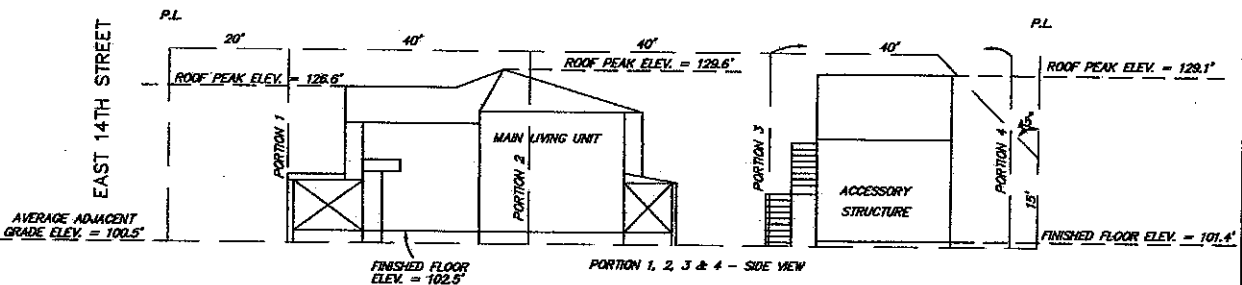 P.L.
P.L.
EAST 14TH STREET
20"
40"
40"
40"
ROOF PEAK ELEV. = 126.6'
ROOF PEAK ELEV. = 129.6'
ROOF PEAK ELEV. = 129.1'
PORTION 1
MAIN LIVING UNIT
PORTION 2
PORTION 3
PORTION 4
ACCESSORY
STRUCTURE
15'
AVERAGE ADJACENT
GRADE ELEV. = 100.5'
FINISHED FLOOR ELEV. = 101.4'
FINISHED FLOOR
ELEV. = 102.5'
PORTION 1, 2, 3 & 4 - SIDE VIEW